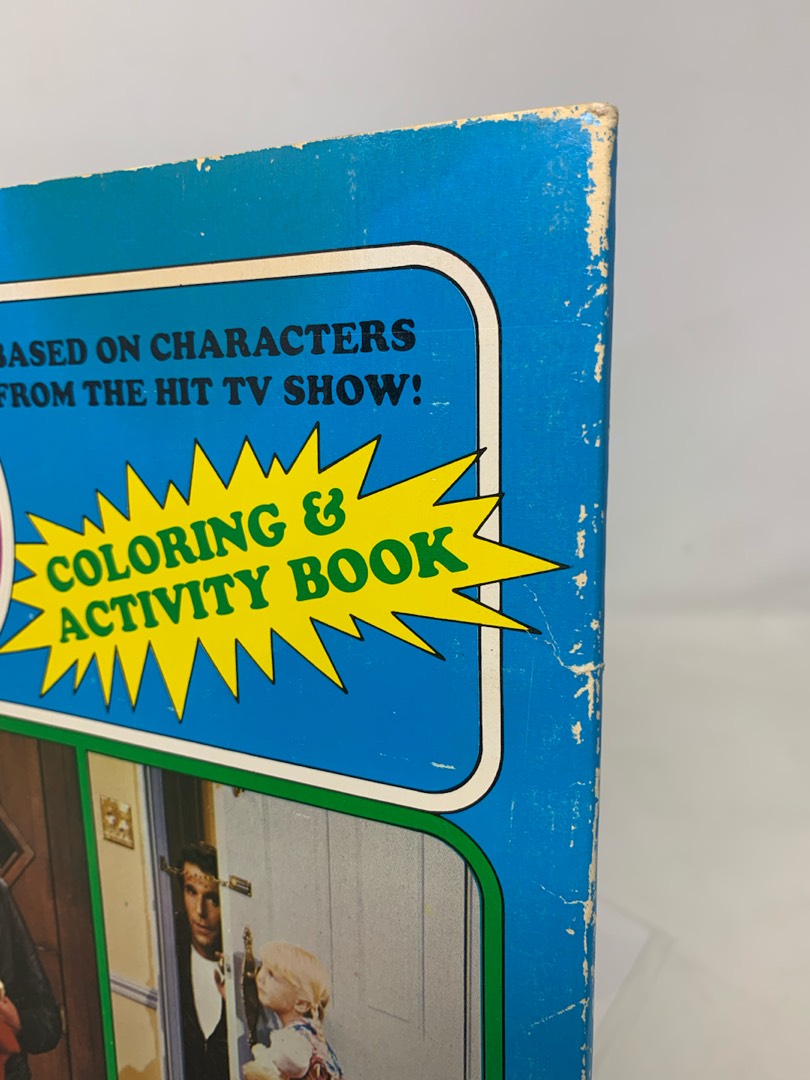 BASED ON CHARACTERS
FROM THE HIT TV SHOW!
COLORING &
ACTIVITY BOOK